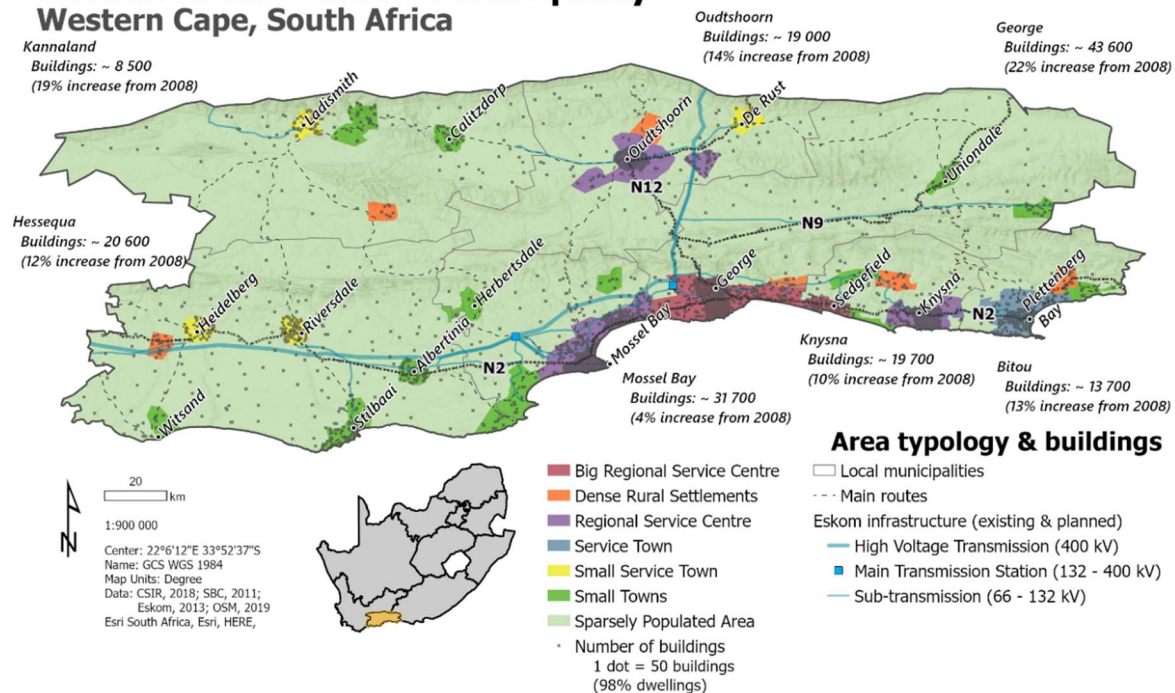 Western Cape, South Africa
Kannaland
Buildings: ~ 8 500
(19% increase from 2008)
Oudtshoorn
Buildings: ~ 19 000
(14% increase from 2008)
George
Buildings: ~ 43 600
(22% increase from 2008)
Ladismith
Calitzdorp
Oudtshoorn
De Rust
Uniondale
N12
N9
Hessequa
Buildings: ~ 20 600
(12% increase from 2008)
Heidelberg
Riversdale
Herbertsdale
Albertinia
N2
Mossel Bay
George
Sedgefield
Knysna
N2
Plettenberg
Bay
Witsand
Stilbaai
Mossel Bay
Buildings: ~ 31 700
(4% increase from 2008)
Knysna
Buildings: ~ 19 700
(10% increase from 2008)
Bitou
Buildings: ~ 13 700
(13% increase from 2008)
N
20
km
1:900 000
Center: 22°6'12"E 33°52'37"S
Name: GCS WGS 1984
Map Units: Degree
Data: CSIR, 2018; SBC, 2011;
Eskom, 2013; OSM, 2019
Esri South Africa, Esri, HERE,
Big Regional Service Centre
Dense Rural Settlements
Regional Service Centre
Service Town
Small Service Town
Small Towns
Sparsely Populated Area
Number of buildings
1 dot = 50 buildings
(98% dwellings)
Area typology & buildings
Local municipalities
Main routes
Eskom infrastructure (existing & planned)
High Voltage Transmission (400 kV)
Main Transmission Station (132 - 400 kV)
Sub-transmission (66 - 132 kV)